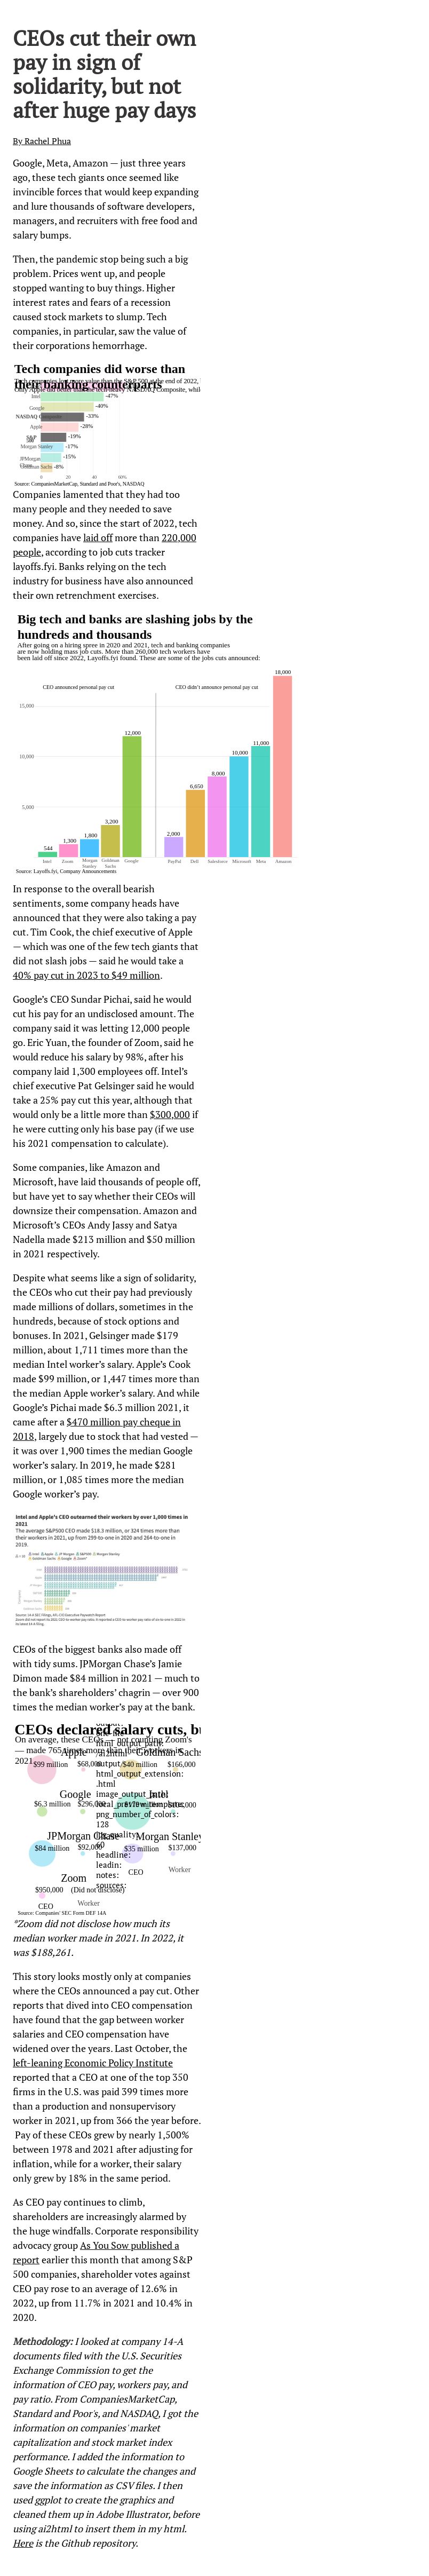 CEOs cut their own
pay in sign of
solidarity, but not
after huge pay days
By Rachel Phua
Google, Meta, Amazon — just three years
ago, these tech giants once seemed like
invincible forces that would keep expanding
and lure thousands of software developers,
managers, and recruiters with free food and
salary bumps.
Then, the pandemic stop being such a big
problem. Prices went up, and people
stopped wanting to buy things. Higher
interest rates and fears of a recession
caused stock markets to slump. Tech
companies, in particular, saw the value of
their corporations hemorrhage.
Tech companies did worse than
their banking counterparts
Tech companies lost more value than the S&P 500 at the end of 2022,
Only Apple did better than the tech-heavy NASDAQ Composite, whil
Intel -47%
Google -40%
NASDAQ Composite -33%
Apple -28%
S&P -19%
Morgan Stanley -17%
JPMorgan Chase -15%
Goldman Sachs -8%
0 20 40 60%
Source: CompaniesMarketCap, Standard and Poor's, NASDAQ
Companies lamented that they had too
many people and they needed to save
money. And so, since the start of 2022, tech
companies have laid off more than 220,000
people, according to job cuts tracker
layoffs.fyi. Banks relying on the tech
industry for business have also announced
their own retrenchment exercises.
Big tech and banks are slashing jobs by the
hundreds and thousands
After going on a hiring spree in 2020 and 2021, tech and banking companies
are now holding mass job cuts. More than 260,000 tech workers have
been laid off since 2022, Layoffs.fyi found. These are some of the jobs cuts announced:
18,000
CEO announced personal pay cut CEO didn't announce personal pay cut
15,000
12,000
11,000
10,000 10,000
8,000
6,650
5,000
3,200
2,000
1,800
1,300
544
Intel Zoom Morgan Stanley Goldman Sachs Google PayPal Dell Salesforce Microsoft Meta Amazon
Source: Layoffs.fyi, Company Announcements
In response to the overall bearish
sentiments, some company heads have
announced that they were also taking a pay
cut. Tim Cook, the chief executive of Apple
— which was one of the few tech giants that
did not slash jobs — said he would take a
40% pay cut in 2023 to $49 million.
Google's CEO Sundar Pichai, said he would
cut his pay for an undisclosed amount. The
company said it was letting 12,000 people
go. Eric Yuan, the founder of Zoom, said he
would reduce his salary by 98%, after his
company laid 1,300 employees off. Intel's
chief executive Pat Gelsinger said he would
take a 25% pay cut this year, although that
would only be a little more than $300,000 if
he were cutting only his base pay (if we use
his 2021 compensation to calculate).
Some companies, like Amazon and
Microsoft, have laid thousands of people off,
but have yet to say whether their CEOs will
downsize their compensation. Amazon and
Microsoft's CEOs Andy Jassy and Satya
Nadella made $213 million and $50 million
in 2021 respectively.
Despite what seems like a sign of solidarity,
the CEOs who cut their pay had previously
made millions of dollars, sometimes in the
hundreds, because of stock options and
bonuses. In 2021, Gelsinger made $179
million, about 1,711 times more than the
median Intel worker's salary. Apple's Cook
made $99 million, or 1,447 times more than
the median Apple worker's salary. And while
Google's Pichai made $6.3 million 2021, it
came after a $470 million pay cheque in
2018, largely due to stock that had vested —
it was over 1,900 times the median Google
worker's salary. In 2019, he made $281
million, or 1,085 times more the median
Google worker's pay.
Intel and Apple's CEO outearned their workers by over 1,000 times in
2021
The average S&P500 CEO made $18.3 million, or 324 times more than
their workers in 2021, up from 299-to-one in 2020 and 264-to-one in
2019.
CEOs of the biggest banks also made off
with tidy sums. JPMorgan Chase's Jamie
Dimon made $84 million in 2021 — much to
the bank's shareholders' chagrin — over 900
times the median worker's pay at the bank.
CEOs declared salary cuts, b
On average, these CEOs — not counting Zoom's
— made 765 times more than their workers in
2021
Apple Goldman Sachs
$99 million $68,000 $40 million $166,000
Google Intel
$6.3 million $296,000
JPMorgan Chase Morgan Stanley
$84 million $92,000 $35 million $137,000
CEO Worker
Zoom
$950,000 (Did not disclose)
CEO Worker
html_output_path:
html_output_extension:
.html
png_number_of_colors:
128
60
headline:
leadin:
notes:
sources:
Source: Companies' SEC Form DEF 14A
*Zoom did not disclose how much its
median worker made in 2021. In 2022, it
was $188,261.
This story looks mostly only at companies
where the CEOs announced a pay cut. Other
reports that dived into CEO compensation
have found that the gap between worker
salaries and CEO compensation have
widened over the years. Last October, the
left-leaning Economic Policy Institute
reported that a CEO at one of the top 350
firms in the U.S. was paid 399 times more
than a production and nonsupervisory
worker in 2021, up from 366 the year before.
Pay of these CEOs grew by nearly 1,500%
between 1978 and 2021 after adjusting for
inflation, while for a worker, their salary
only grew by 18% in the same period.
As CEO pay continues to climb,
shareholders are increasingly alarmed by
the huge windfalls. Corporate responsibility
advocacy group As You Sow published a
report earlier this month that among S&P
500 companies, shareholder votes against
CEO pay rose to an average of 12.6% in
2022, up from 11.7% in 2021 and 10.4% in
2020.
Methodology: I looked at company 14-A
documents filed with the U.S. Securities
Exchange Commission to get the
information of CEO pay, workers pay, and
pay ratio. From CompaniesMarketCap,
Standard and Poor's, and NASDAQ, I got the
information on companies' market
capitalization and stock market index
performance. I added the information to
Google Sheets to calculate the changes and
save the information as CSV files. I then
used ggplot to create the graphics and
cleaned them up in Adobe Illustrator, before
using ai2html to insert them in my html.
Here is the Github repository.